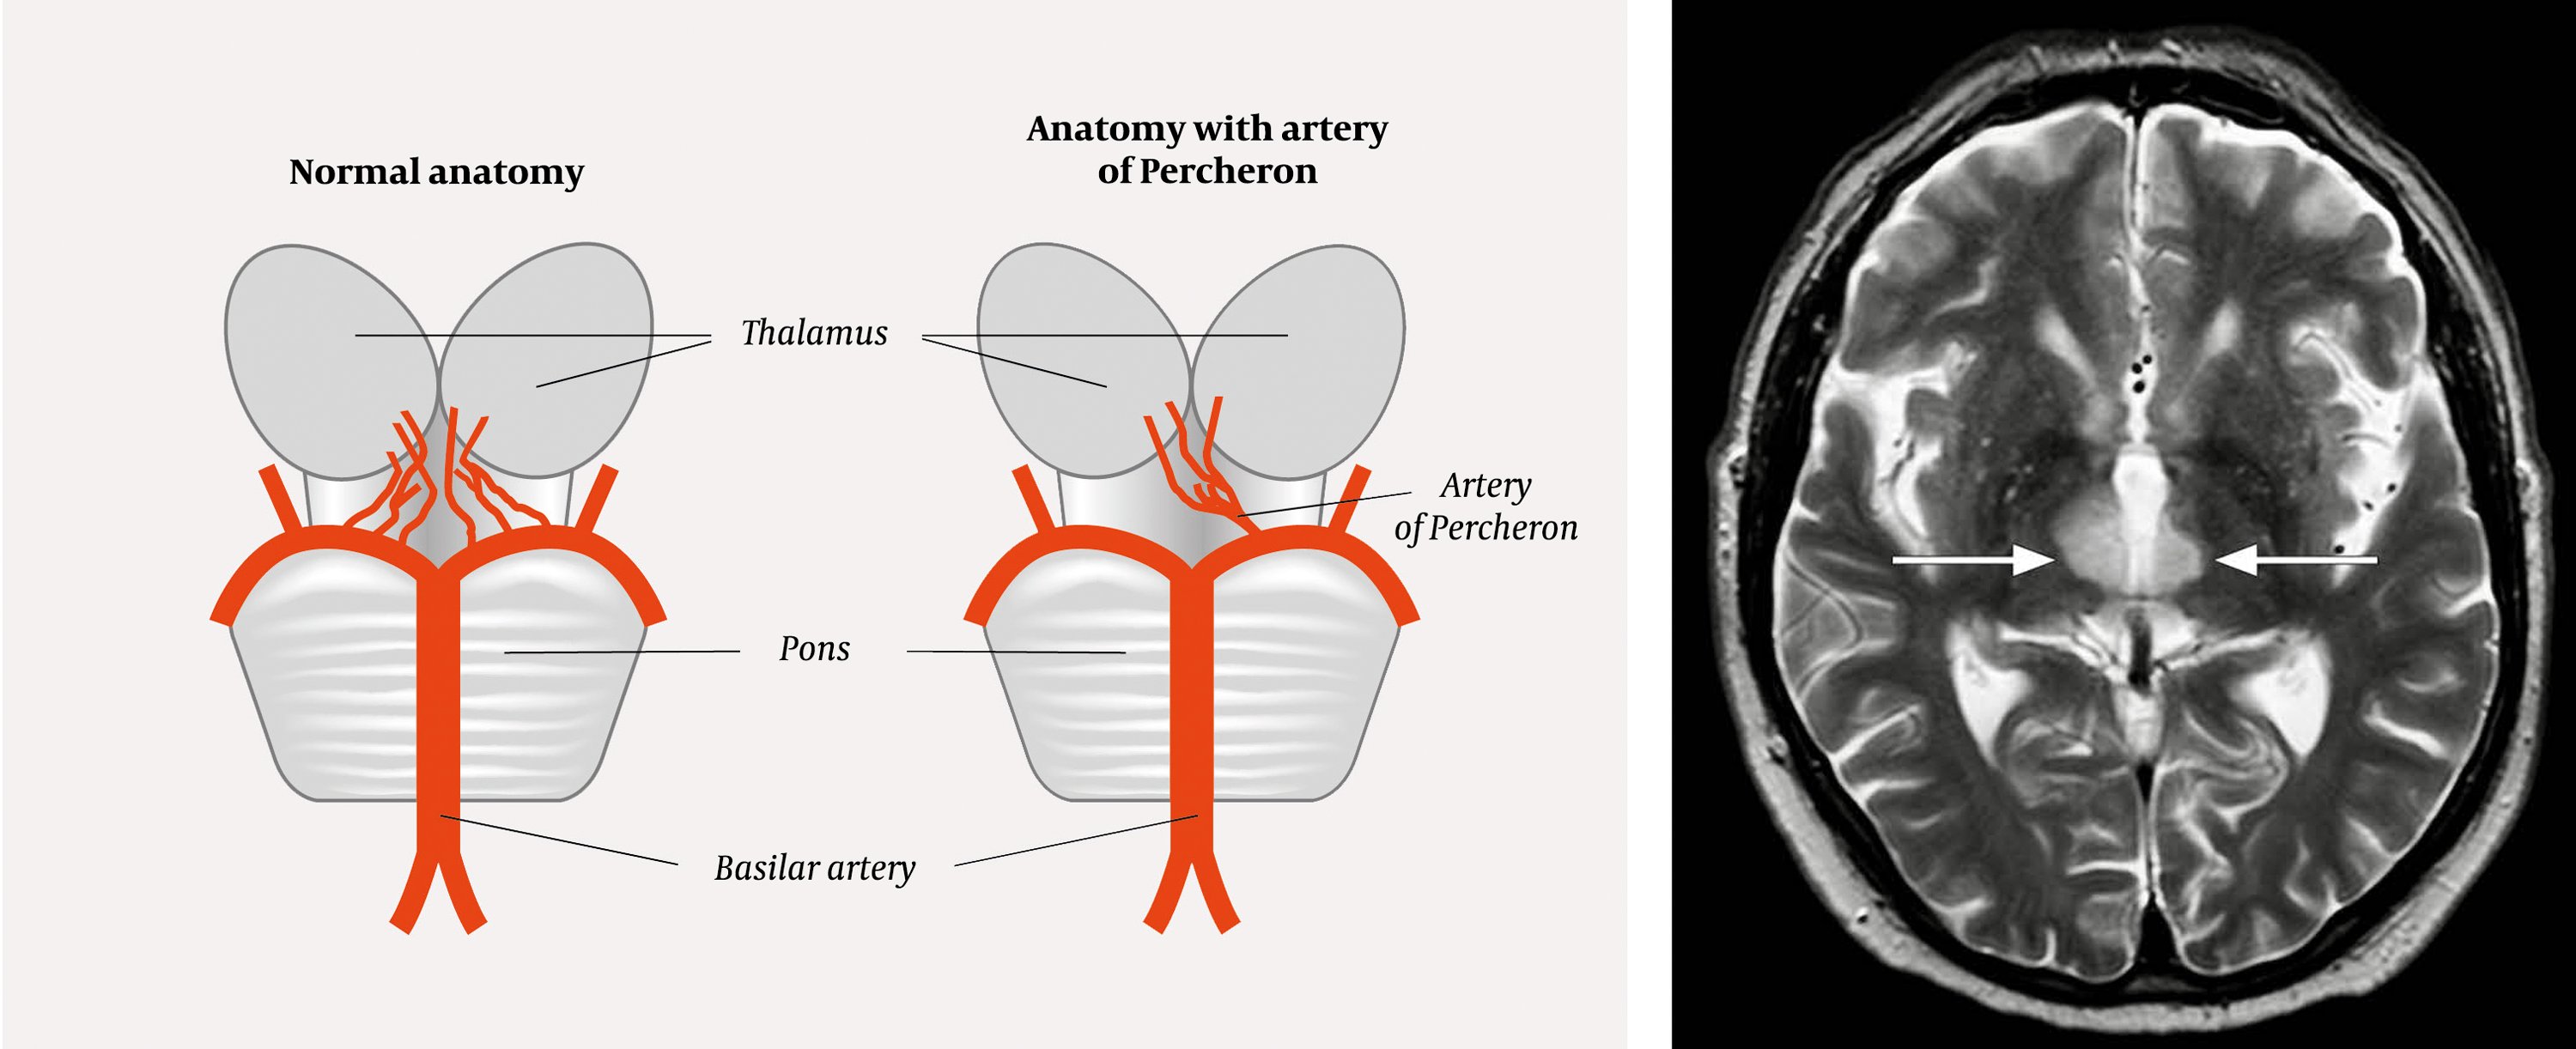 Normal anatomy
Anatomy with artery
of Percheron
Thalamus
Artery
of Percheron
Pons
Basilar artery